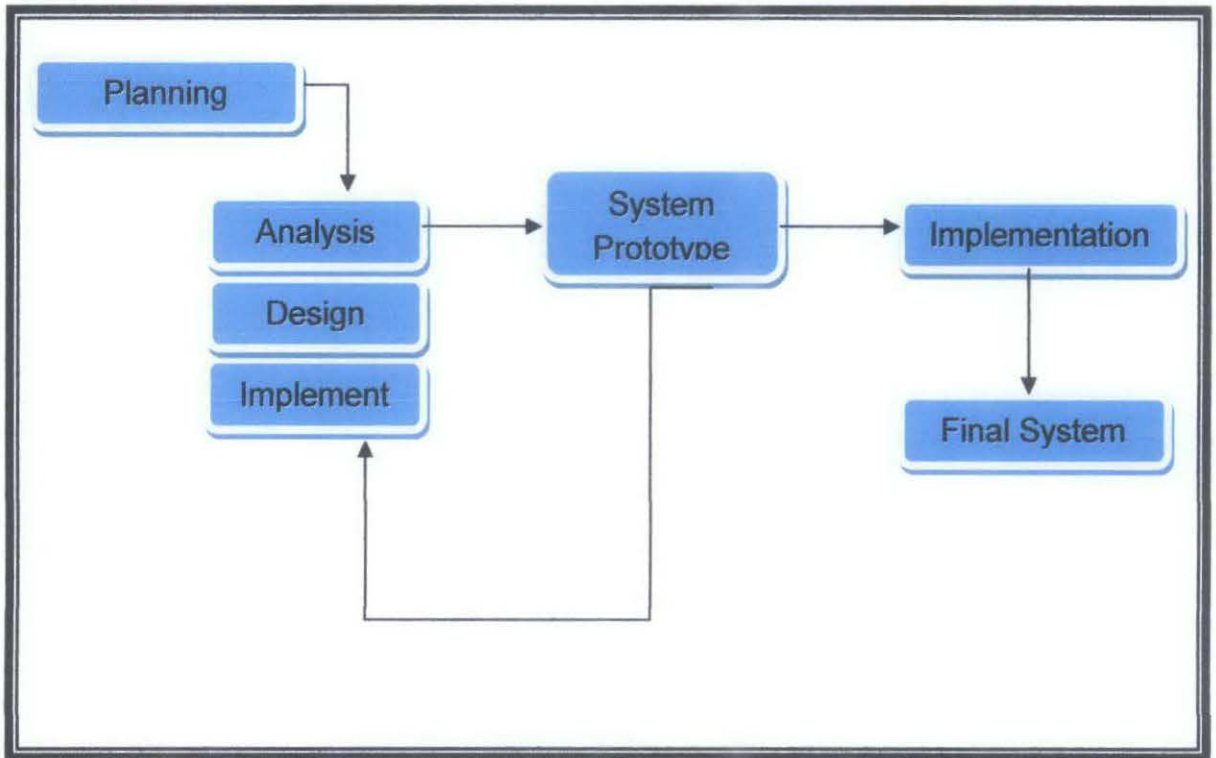 Planning
Analysis
Design
Implement
System
Prototype
Implementation
Final System